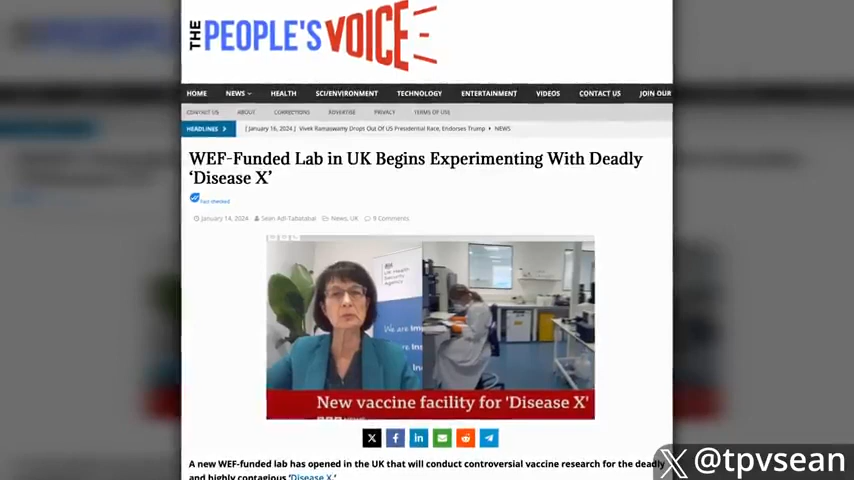 THE PEOPLE'S VOICE
HOME NEWS HEALTH SCI/ENVIRONMENT TECHNOLOGY ENTERTAINMENT VIDEOS CONTACT US JOIN OUR
CONTACT US ABOUT CORRECTIONS ADVERTISE PRIVACY TERMS OF USE
HEADLINES [ January 16, 2024 ] Vivek Ramaswamy Drops Out Of US Presidential Race, Endorses Trump NEWS
WEF-Funded Lab in UK Begins Experimenting With Deadly
‘Disease X’
fact checked
January 14, 2024 Sean Adl-Tabatabai News, UK 9 Comments
UK Health
Security
Agency
We are
New vaccine facility for 'Disease X'
A new WEF-funded lab has opened in the UK that will conduct controversial vaccine research for the deadly
and highly contagious ‘Disease X.’
X @tpvsean